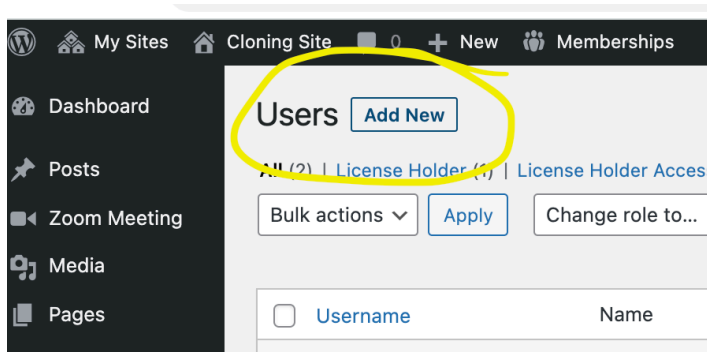 My Sites Cloning Site 0 + New Memberships
Dashboard
Users Add New
Posts
All (2) | License Holder (1) | License Holder Acces
Zoom Meeting
Bulk actions Apply Change role to...
Media
Pages
Username Name